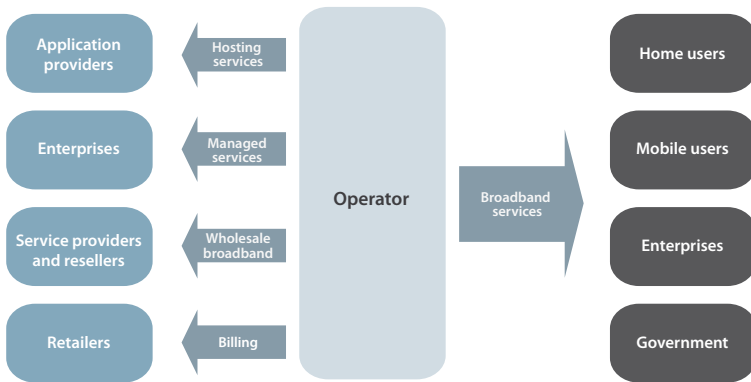 Application
providers
Hosting
services
Home users
Enterprises
Managed
services
Mobile users
Operator
Broadband
services
Service providers
and resellers
Wholesale
broadband
Enterprises
Retailers
Billing
Government